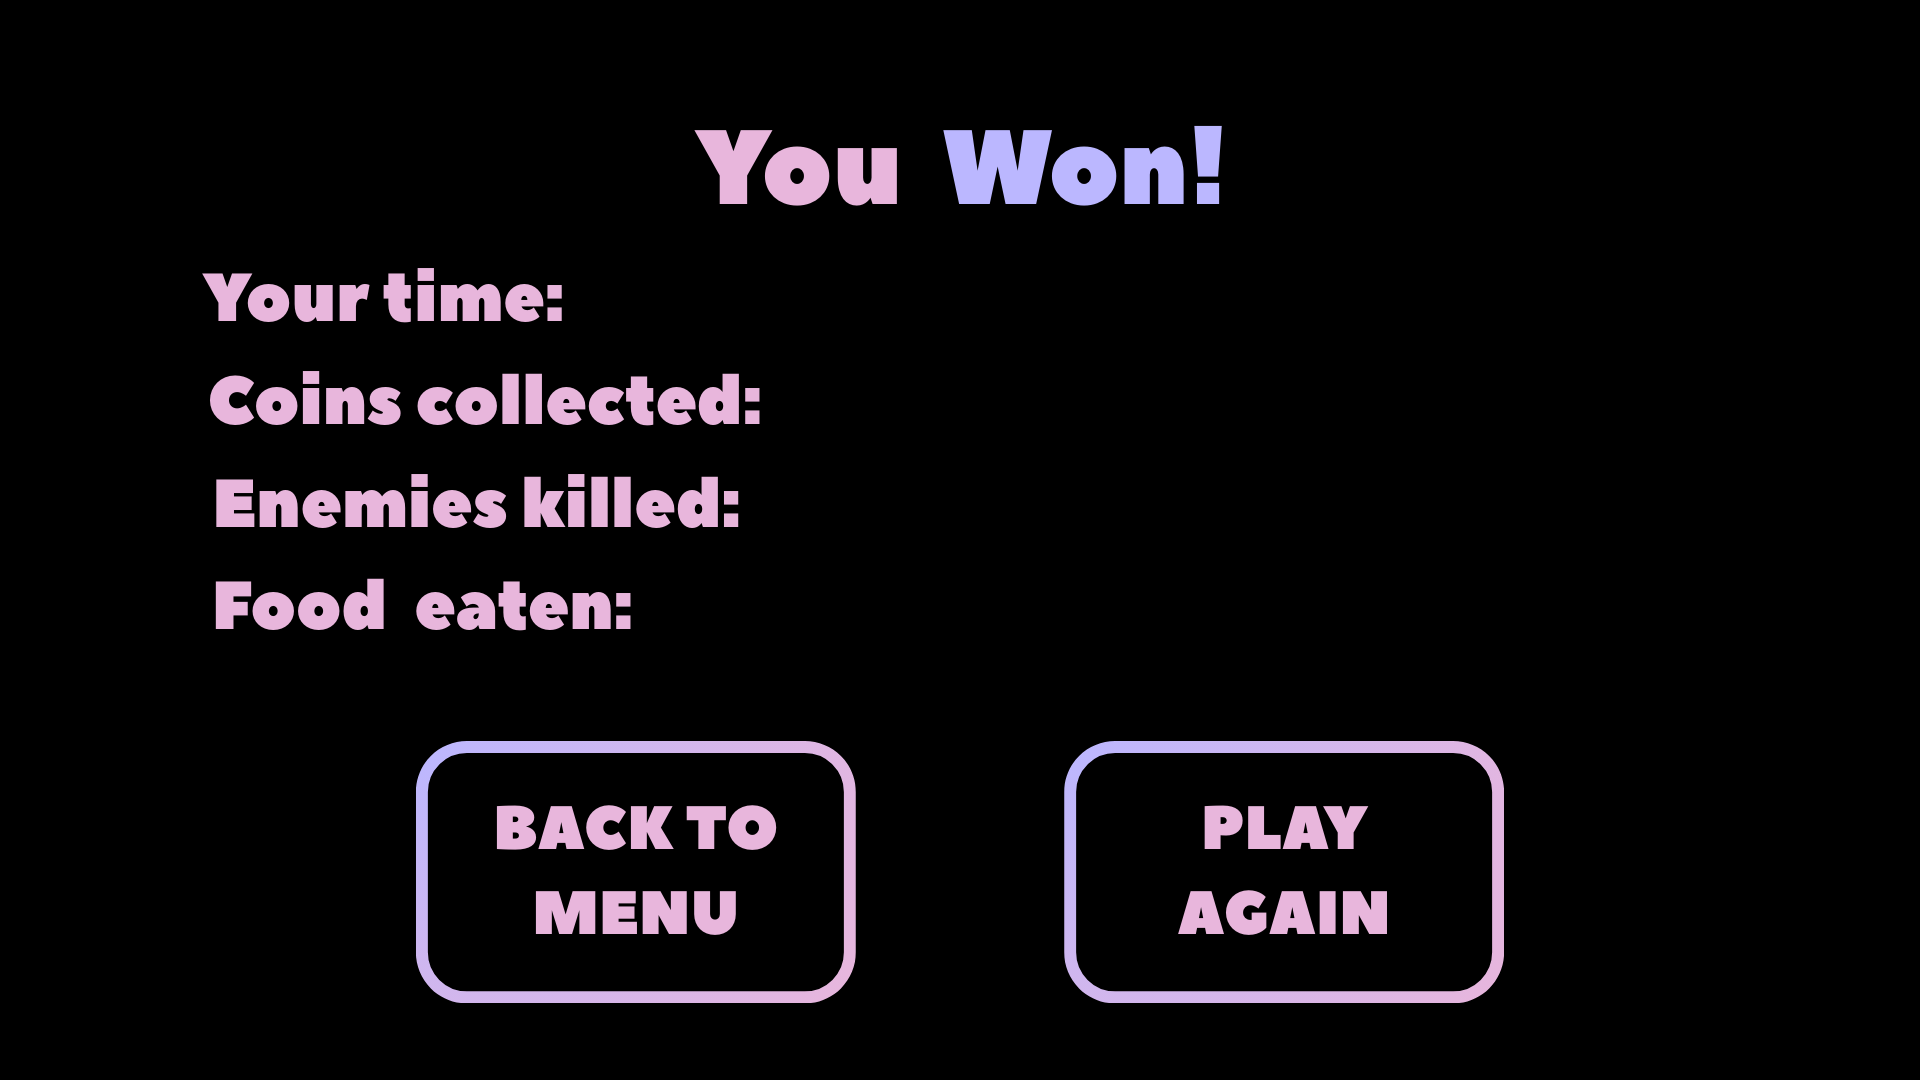 You Won!
Your time:
Coins collected:
Enemies killed:
Food eaten:
BACK TO
MENU
PLAY
AGAIN